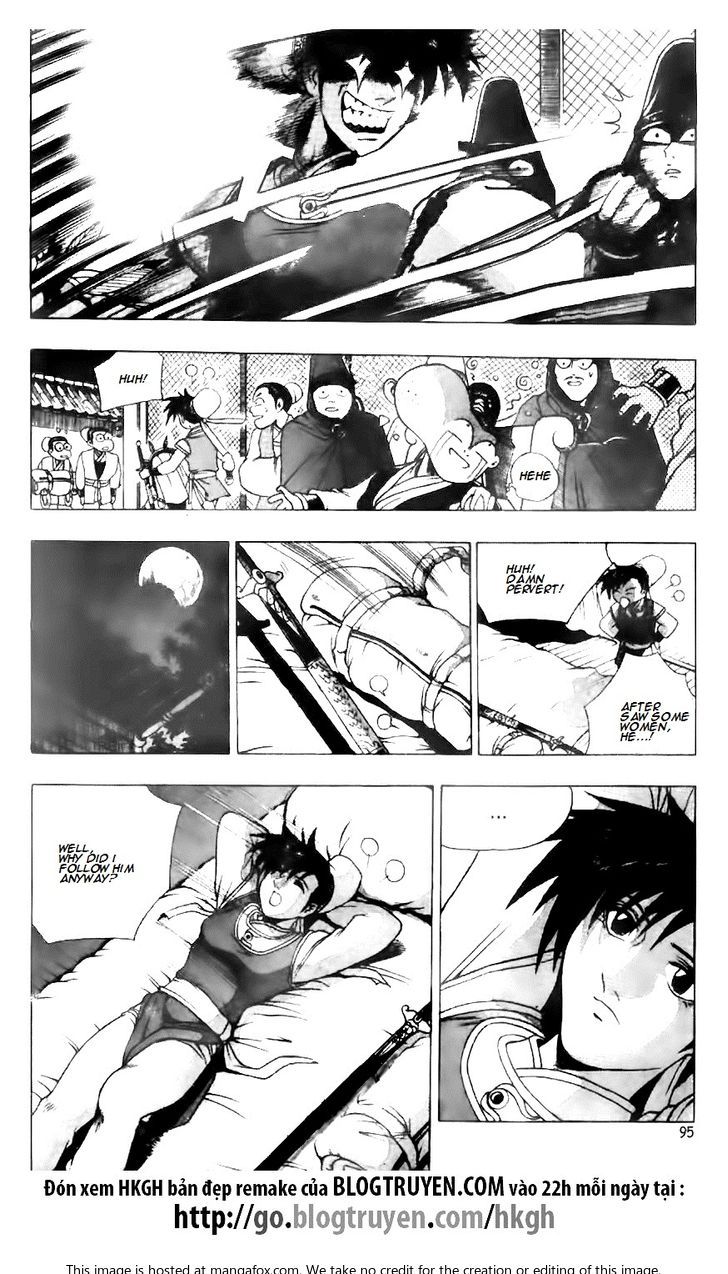 HUH!
HEHE
HUH!
DAMN
PERVERT!
AFTER
SAW SOME
WOMEN,
HE...!
WELL,
WHY DID I
FOLLOW HIM
ANYWAY?
...
95
Đón xem HKGH bản đẹp remake của BLOGTRUYEN.COM vào 22h mỗi ngày tại :
http://go.blogtruyen.com/hkgh
This image is hosted at mangafox.com. We take no credit for the creation or editing of this image.